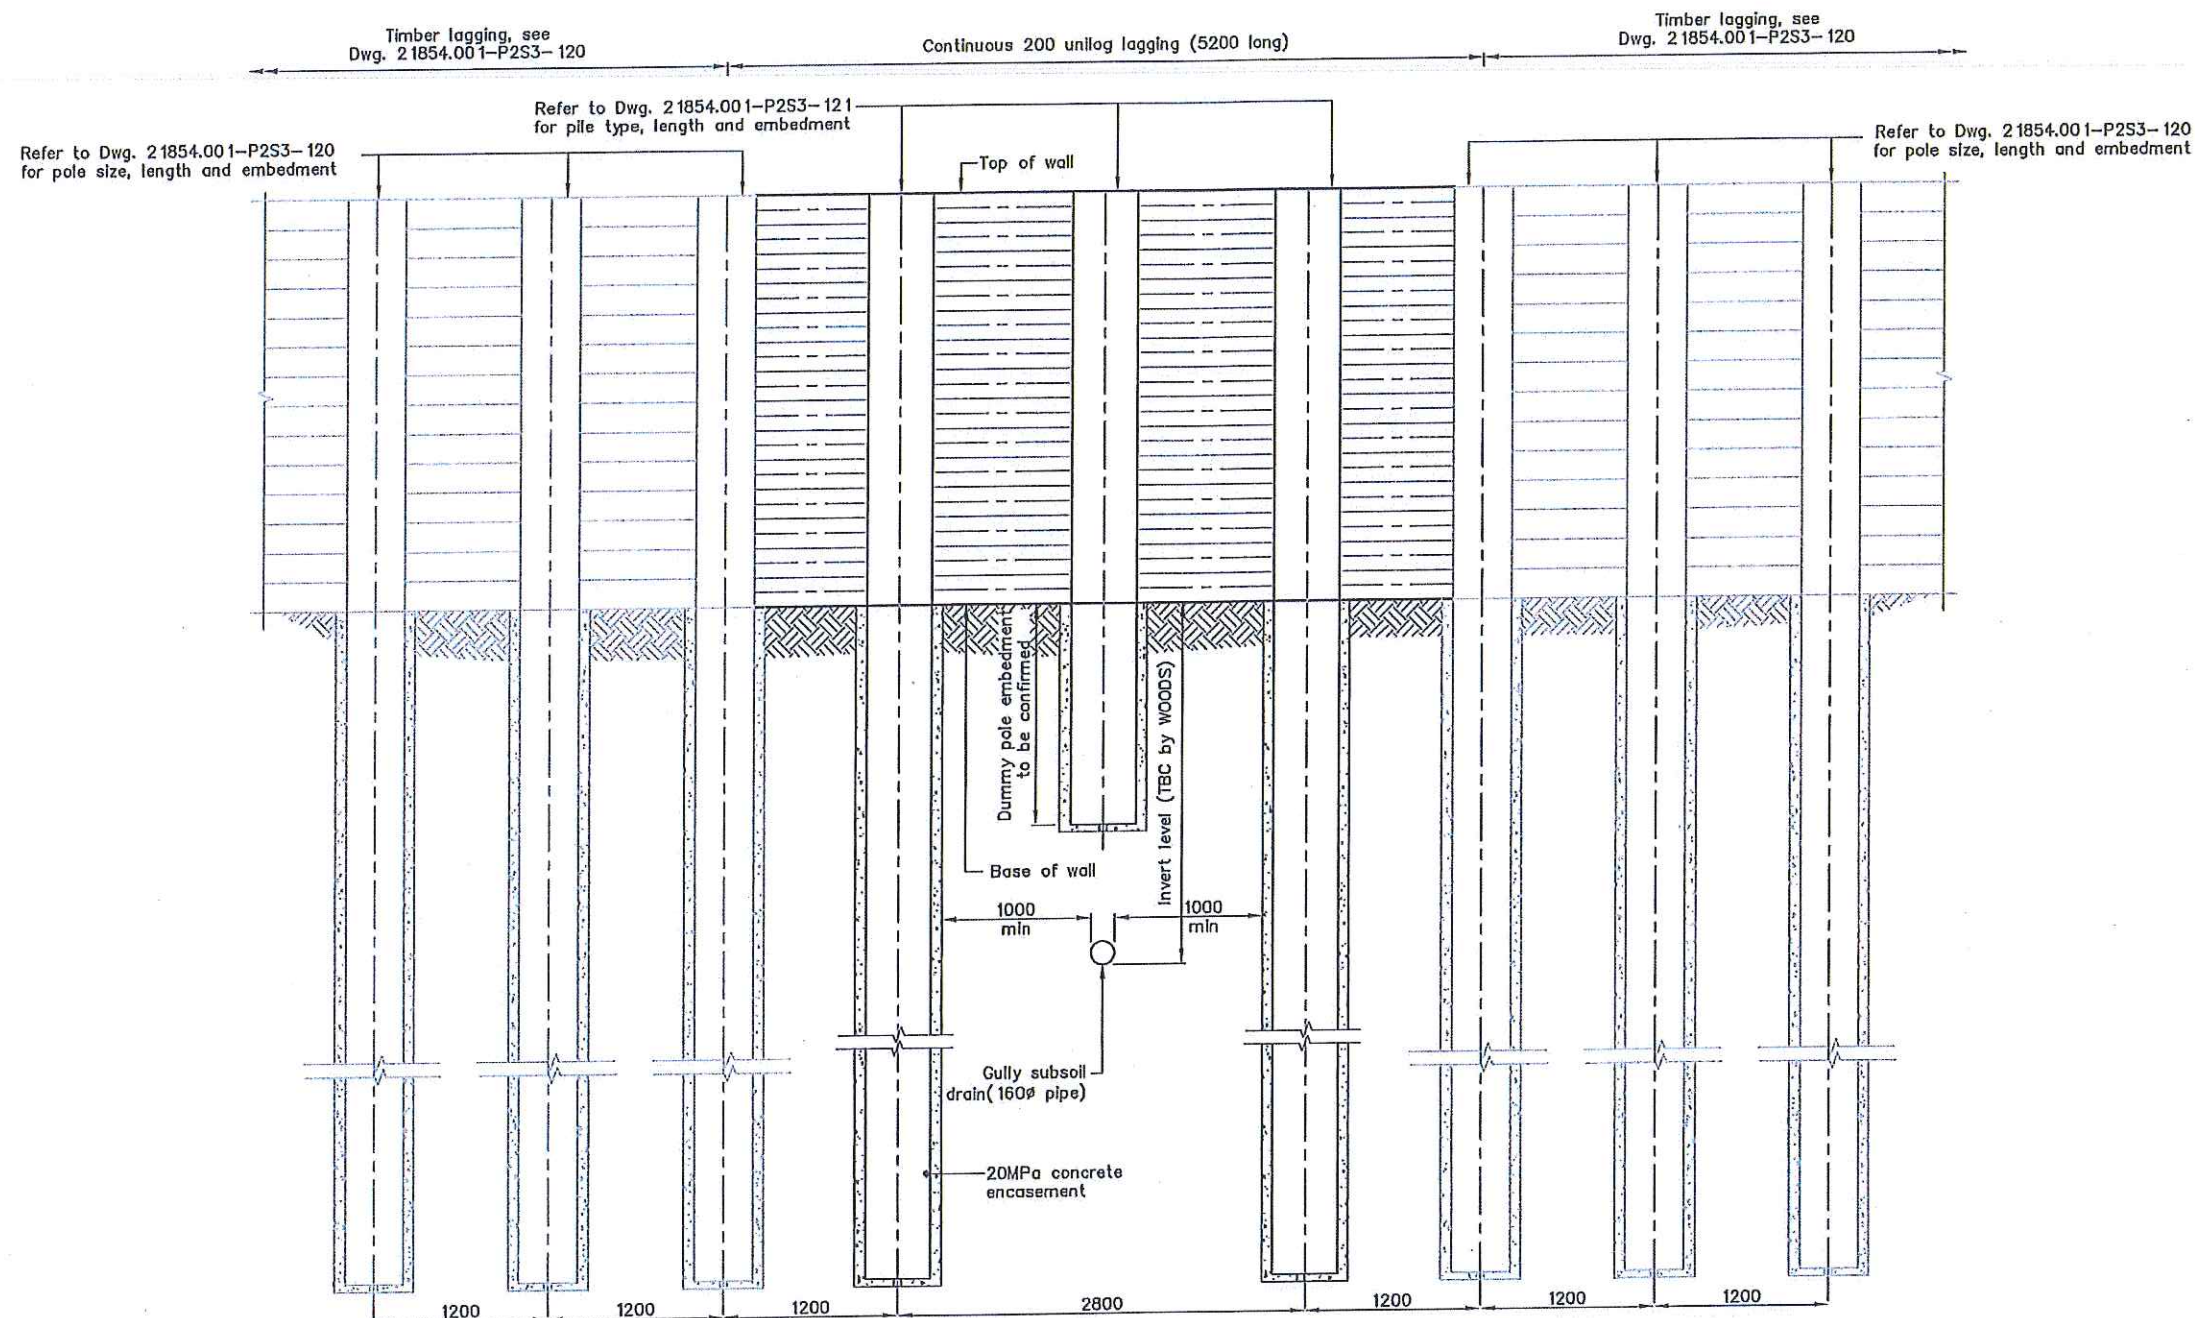 Timber lagging, see
Dwg. 21854.001-P2S3-120
Continuous 200 unilog lagging (5200 long)
Timber lagging, see
Dwg. 21854.001-P2S3-120
Refer to Dwg. 21854.001-P2S3-121
for pile type, length and embedment
Refer to Dwg. 21854.001-P2S3-120
for pole size, length and embedment
Refer to Dwg. 21854.001-P2S3-120
for pole size, length and embedment
Top of wall
Dummy pole embedment
to be confirmed
Invert level (TBC by WOODS)
Base of wall
1000
min
1000
min
Gully subsoil
drain(160ø pipe)
20MPa concrete
encasement
1200
1200
1200
2800
1200
1200
1200